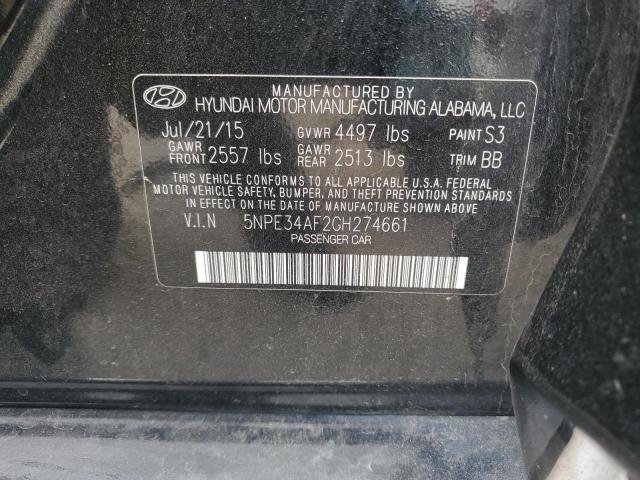 MANUFACTURED BY
HYUNDAI MOTOR MANUFACTURING ALABAMA, LLC
Jul/21/15 GVWR 4497 lbs PAINT S3
GAWR FRONT 2557 lbs GAWR REAR 2513 lbs TRIM BB
THIS VEHICLE CONFORMS TO ALL APPLICABLE U.S.A. FEDERAL
MOTOR VEHICLE SAFETY, BUMPER, AND THEFT PREVENTION STANDARDS
IN EFFECT ON THE DATE OF MANUFACTURE SHOWN ABOVE.
V.I.N 5NPE34AF2GH274661
PASSENGER CAR